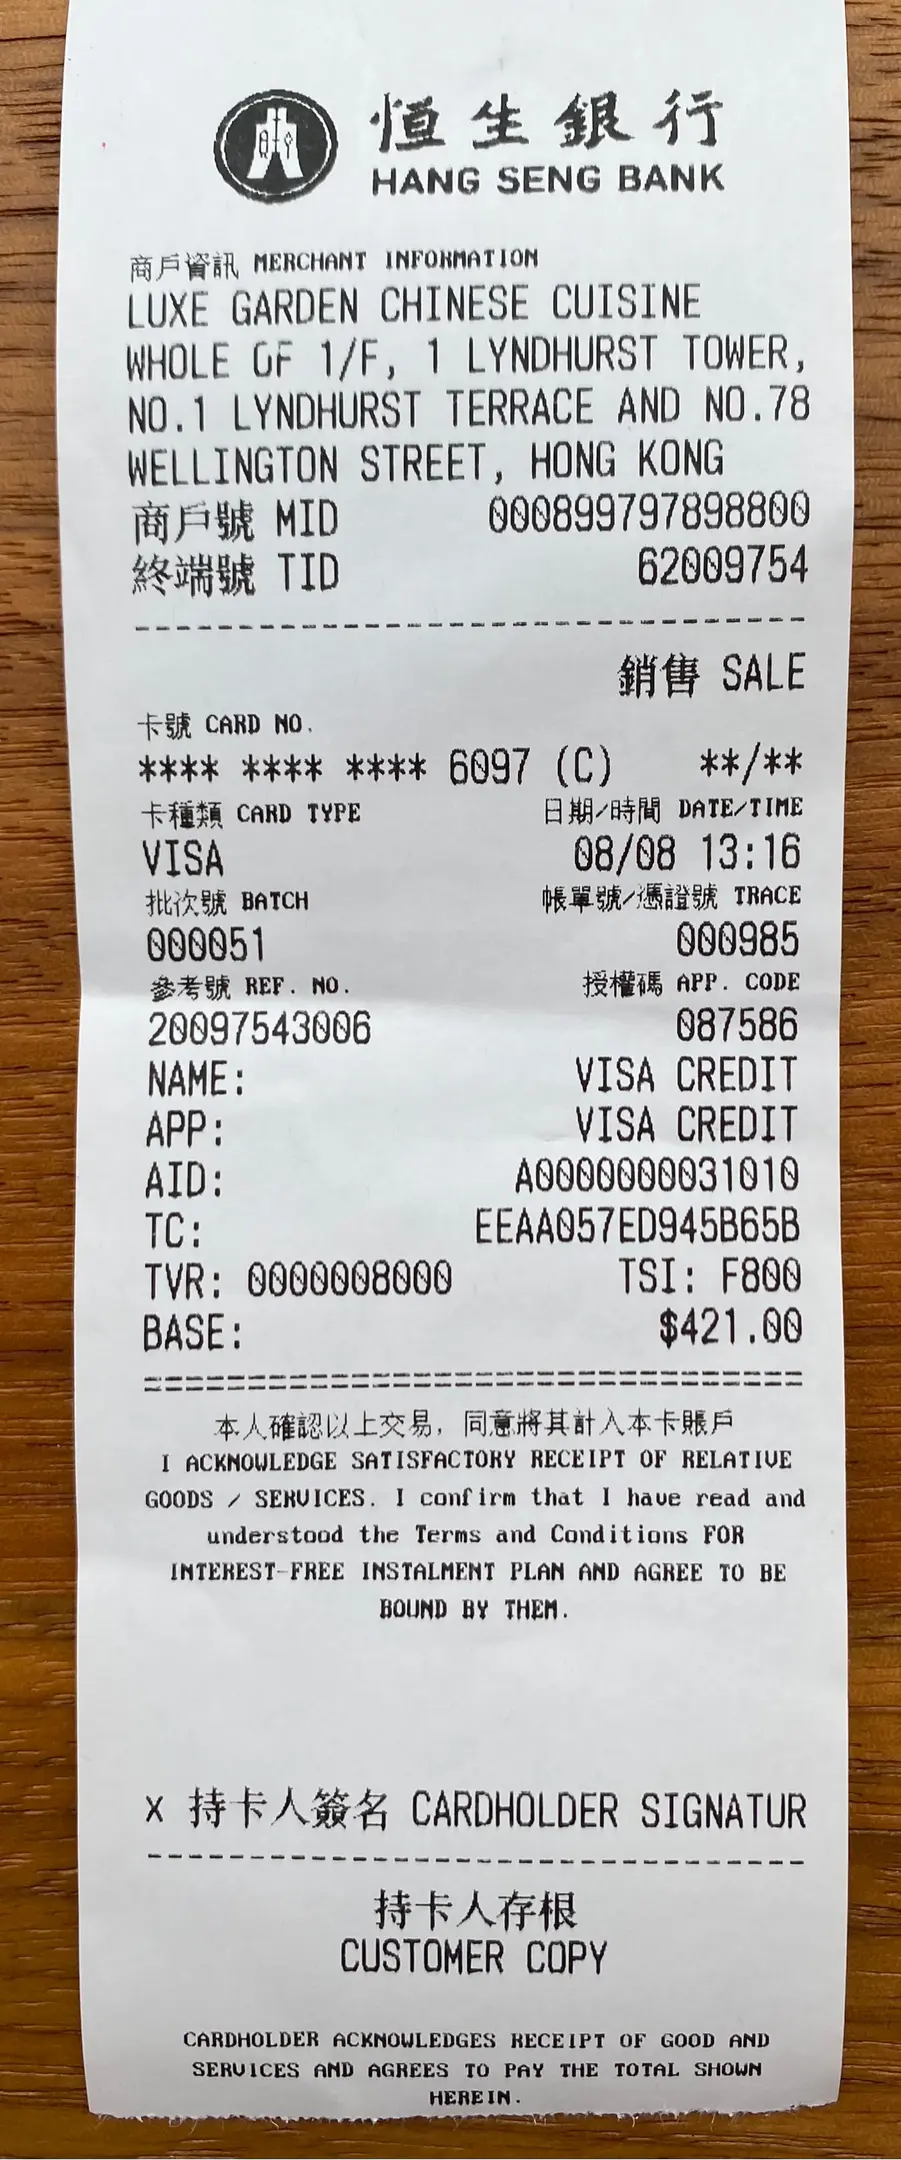 恒生銀行
HANG SENG BANK
商戶資訊 MERCHANT INFORMATION
LUXE GARDEN CHINESE CUISINE
WHOLE OF 1/F, 1 LYNDHURST TOWER,
NO.1 LYNDHURST TERRACE AND NO.78
WELLINGTON STREET, HONG KONG
商戶號 MID 000899797898800
終端號 TID 62009754
銷售 SALE
卡號 CARD NO.
**** **** **** 6097 (C) **/**
卡種類 CARD TYPE 日期/時間 DATE/TIME
VISA 08/08 13:16
批次號 BATCH 帳單號/憑證號 TRACE
000051 000985
參考號 REF. NO. 授權碼 APP. CODE
20097543006 087586
NAME: VISA CREDIT
APP: VISA CREDIT
AID: A0000000031010
TC: EEAA057ED945B65B
TVR: 0000008000 TSI: F800
BASE: $421.00
本人確認以上交易，同意將其計入本卡賬戶
I ACKNOWLEDGE SATISFACTORY RECEIPT OF RELATIVE
GOODS / SERVICES. I confirm that I have read and
understood the Terms and Conditions FOR
INTEREST-FREE INSTALMENT PLAN AND AGREE TO BE
BOUND BY THEM.
X 持卡人簽名 CARDHOLDER SIGNATUR
持卡人存根
CUSTOMER COPY
CARDHOLDER ACKNOWLEDGES RECEIPT OF GOOD AND
SERVICES AND AGREES TO PAY THE TOTAL SHOWN
HEREIN.